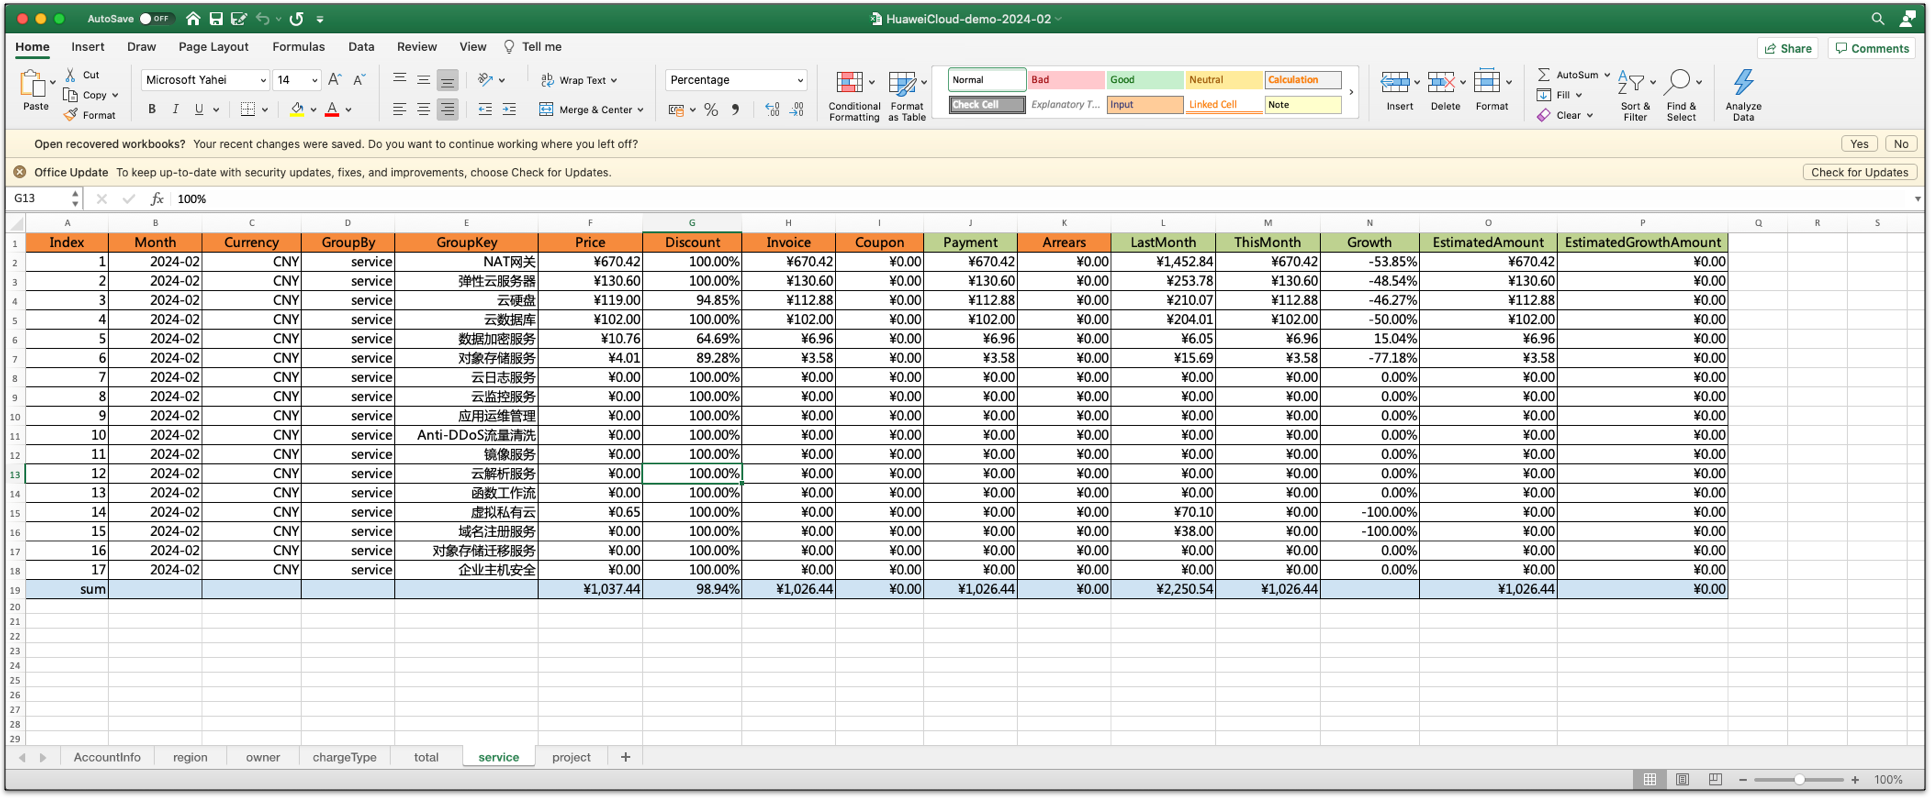 AutoSave OFF HuaweiCloud-demo-2024-02
Home Insert Draw Page Layout Formulas Data Review View Tell me Share Comments
Paste Cut Copy Format Microsoft Yahei 14 B I U Wrap Text Merge & Center Percentage Conditional Formatting Format as Table Normal Bad Good Neutral Calculation Check Cell Explanatory T... Input Linked Cell Note Insert Delete Format AutoSum Fill Clear Sort & Filter Find & Select Analyze Data
Open recovered workbooks? Your recent changes were saved. Do you want to continue working where you left off? Yes No
Office Update To keep up-to-date with security updates, fixes, and improvements, choose Check for Updates. Check for Updates
G13 fx 100%
A B C D E F G H I J K L M N O P Q R S
1 Index Month Currency GroupBy GroupKey Price Discount Invoice Coupon Payment Arrears LastMonth ThisMonth Growth EstimatedAmount EstimatedGrowthAmount
2 1 2024-02 CNY service NAT网关 ¥670.42 100.00% ¥670.42 ¥0.00 ¥670.42 ¥0.00 ¥1,452.84 ¥670.42 -53.85% ¥670.42 ¥0.00
3 2 2024-02 CNY service 弹性云服务器 ¥130.60 100.00% ¥130.60 ¥0.00 ¥130.60 ¥0.00 ¥253.78 ¥130.60 -48.54% ¥130.60 ¥0.00
4 3 2024-02 CNY service 云硬盘 ¥119.00 94.85% ¥112.88 ¥0.00 ¥112.88 ¥0.00 ¥210.07 ¥112.88 -46.27% ¥112.88 ¥0.00
5 4 2024-02 CNY service 云数据库 ¥102.00 100.00% ¥102.00 ¥0.00 ¥102.00 ¥0.00 ¥204.01 ¥102.00 -50.00% ¥102.00 ¥0.00
6 5 2024-02 CNY service 数据加密服务 ¥10.76 64.69% ¥6.96 ¥0.00 ¥6.96 ¥0.00 ¥6.05 ¥6.96 15.04% ¥6.96 ¥0.00
7 6 2024-02 CNY service 对象存储服务 ¥4.01 89.28% ¥3.58 ¥0.00 ¥3.58 ¥0.00 ¥15.69 ¥3.58 -77.18% ¥3.58 ¥0.00
8 7 2024-02 CNY service 云日志服务 ¥0.00 100.00% ¥0.00 ¥0.00 ¥0.00 ¥0.00 ¥0.00 ¥0.00 0.00% ¥0.00 ¥0.00
9 8 2024-02 CNY service 云监控服务 ¥0.00 100.00% ¥0.00 ¥0.00 ¥0.00 ¥0.00 ¥0.00 ¥0.00 0.00% ¥0.00 ¥0.00
10 9 2024-02 CNY service 应用运维管理 ¥0.00 100.00% ¥0.00 ¥0.00 ¥0.00 ¥0.00 ¥0.00 ¥0.00 0.00% ¥0.00 ¥0.00
11 10 2024-02 CNY service Anti-DDoS流量清洗 ¥0.00 100.00% ¥0.00 ¥0.00 ¥0.00 ¥0.00 ¥0.00 ¥0.00 0.00% ¥0.00 ¥0.00
12 11 2024-02 CNY service 镜像服务 ¥0.00 100.00% ¥0.00 ¥0.00 ¥0.00 ¥0.00 ¥0.00 ¥0.00 0.00% ¥0.00 ¥0.00
13 12 2024-02 CNY service 云解析服务 ¥0.00 100.00% ¥0.00 ¥0.00 ¥0.00 ¥0.00 ¥0.00 ¥0.00 0.00% ¥0.00 ¥0.00
14 13 2024-02 CNY service 函数工作流 ¥0.00 100.00% ¥0.00 ¥0.00 ¥0.00 ¥0.00 ¥0.00 ¥0.00 0.00% ¥0.00 ¥0.00
15 14 2024-02 CNY service 虚拟私有云 ¥0.65 100.00% ¥0.00 ¥0.00 ¥0.00 ¥0.00 ¥70.10 ¥0.00 -100.00% ¥0.00 ¥0.00
16 15 2024-02 CNY service 域名注册服务 ¥0.00 100.00% ¥0.00 ¥0.00 ¥0.00 ¥0.00 ¥38.00 ¥0.00 -100.00% ¥0.00 ¥0.00
17 16 2024-02 CNY service 对象存储迁移服务 ¥0.00 100.00% ¥0.00 ¥0.00 ¥0.00 ¥0.00 ¥0.00 ¥0.00 0.00% ¥0.00 ¥0.00
18 17 2024-02 CNY service 企业主机安全 ¥0.00 100.00% ¥0.00 ¥0.00 ¥0.00 ¥0.00 ¥0.00 ¥0.00 0.00% ¥0.00 ¥0.00
19 sum ¥1,037.44 98.94% ¥1,026.44 ¥0.00 ¥1,026.44 ¥0.00 ¥2,250.54 ¥1,026.44 ¥1,026.44 ¥0.00
20
21
22
23
24
25
26
27
28
29
AccountInfo region owner chargeType total service project +
100%